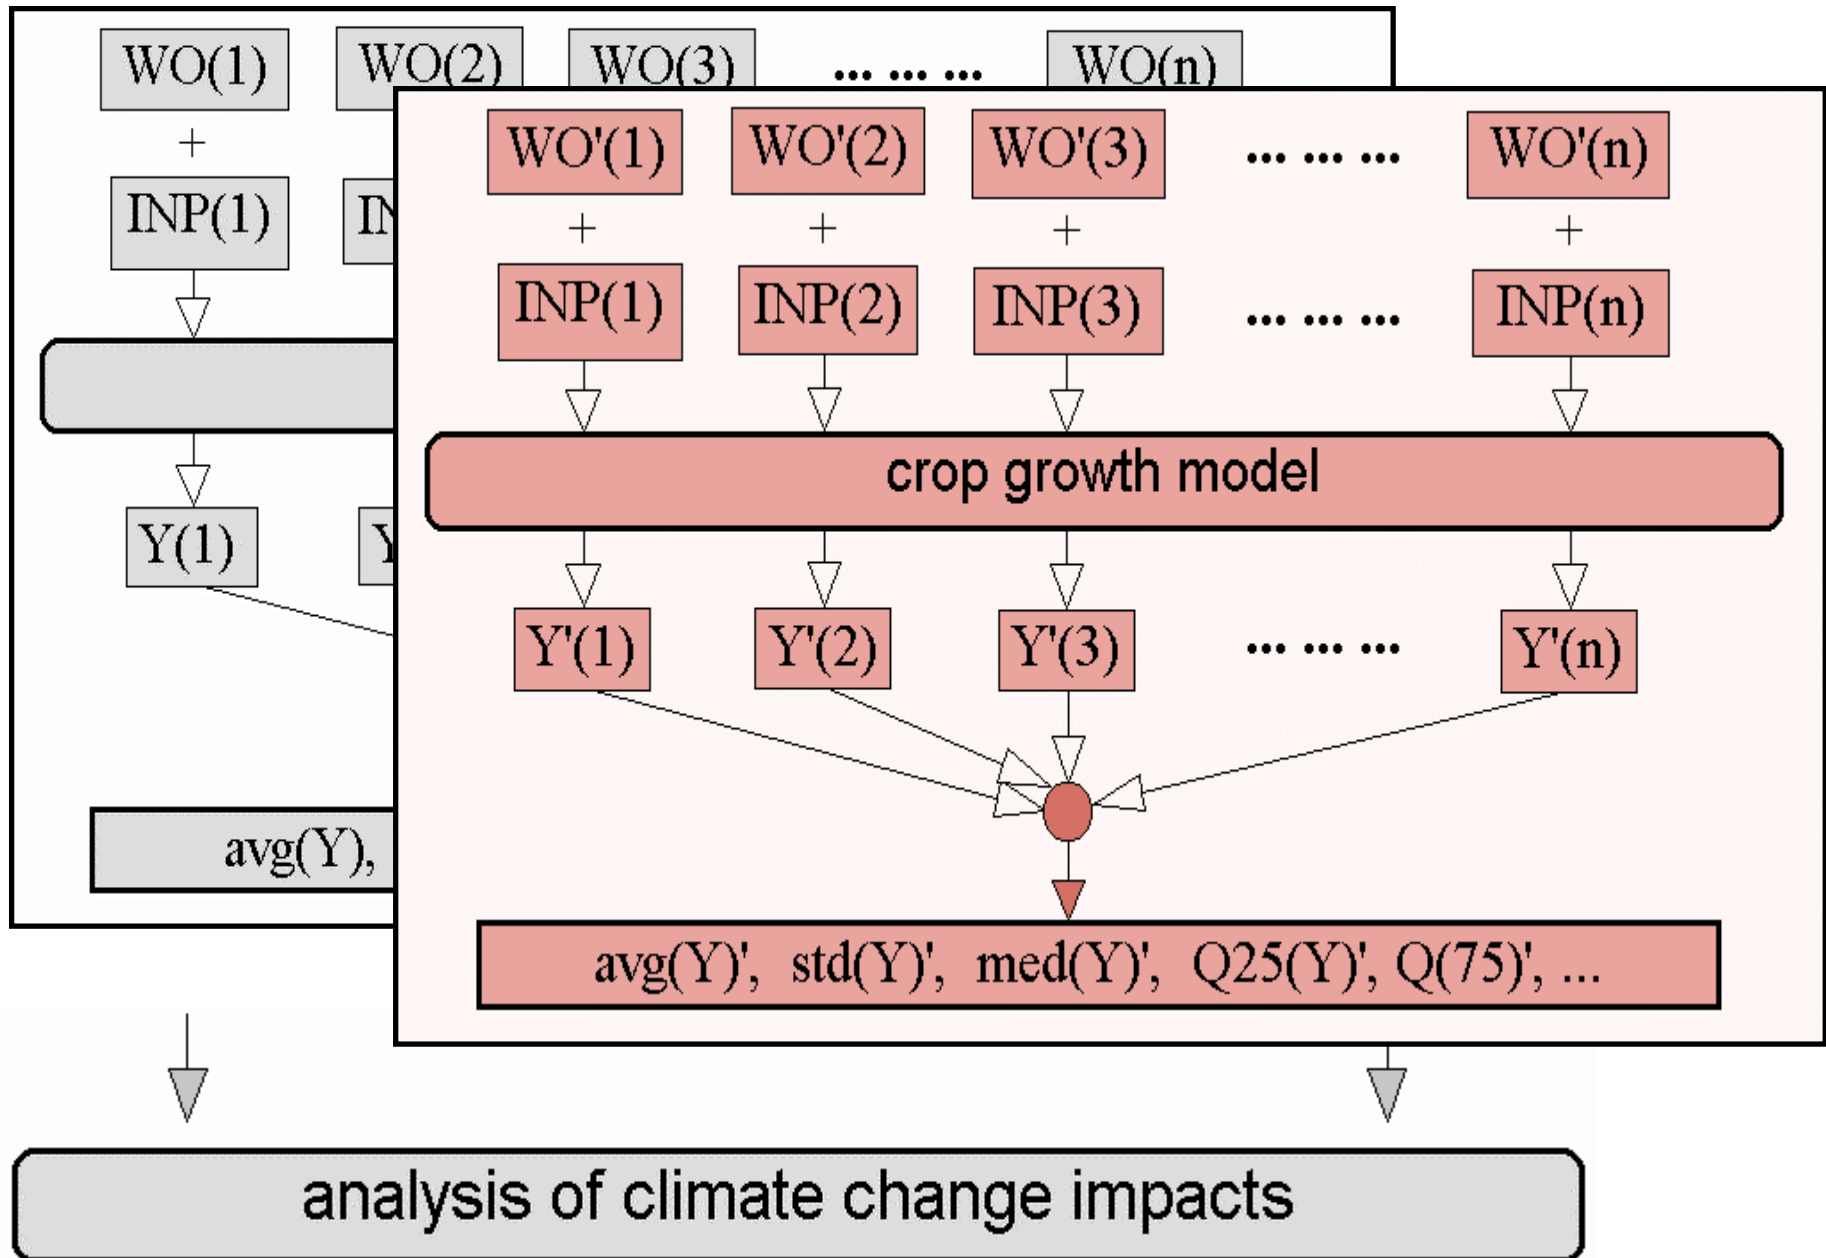 WO(1) WO(2) WO(3) ... ... ... WO(n)
+
INP(1)
Y(1)
avg(Y),
WO'(1) WO'(2) WO'(3) ... ... ... WO'(n)
+ + + +
INP(1) INP(2) INP(3) ... ... ... INP(n)
crop growth model
Y'(1) Y'(2) Y'(3) ... ... ... Y'(n)
avg(Y)', std(Y)', med(Y)', Q25(Y)', Q(75)', ...
analysis of climate change impacts